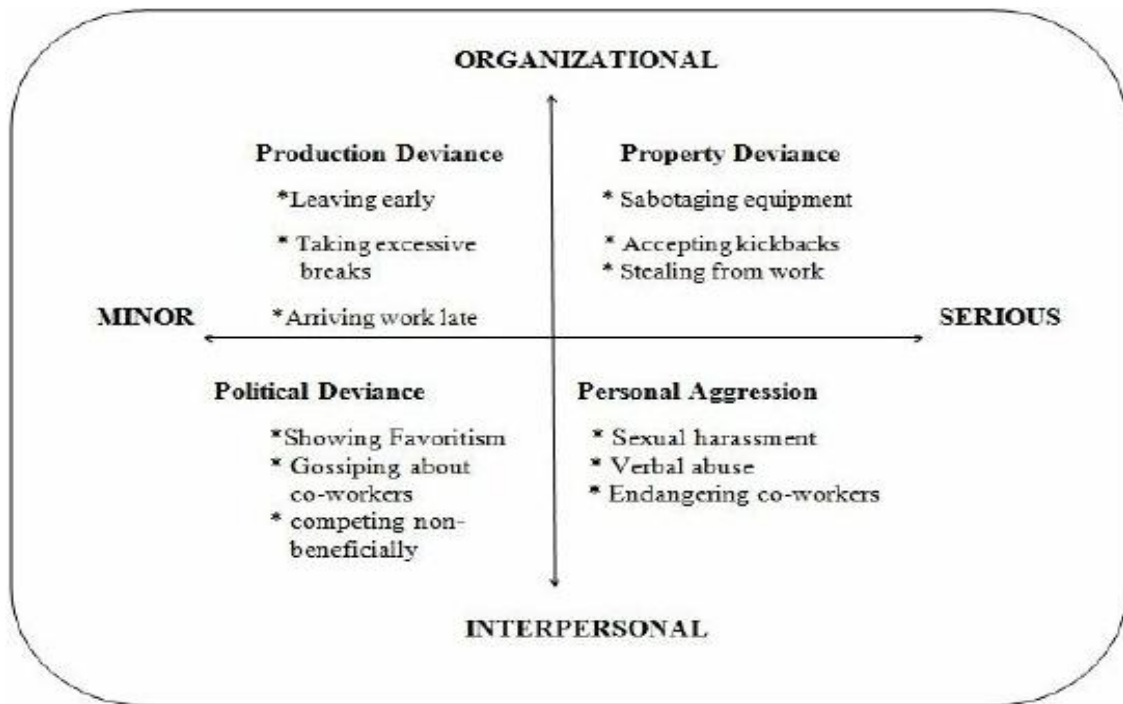 ORGANIZATIONAL
Production Deviance
*Leaving early
* Taking excessive
breaks
*Arriving work late
Property Deviance
* Sabotaging equipment
* Accepting kickbacks
* Stealing from work
MINOR
SERIOUS
Political Deviance
*Showing Favoritism
* Gossiping about
co-workers
* competing non-
beneficially
Personal Aggression
* Sexual harassment
* Verbal abuse
* Endangering co-workers
INTERPERSONAL